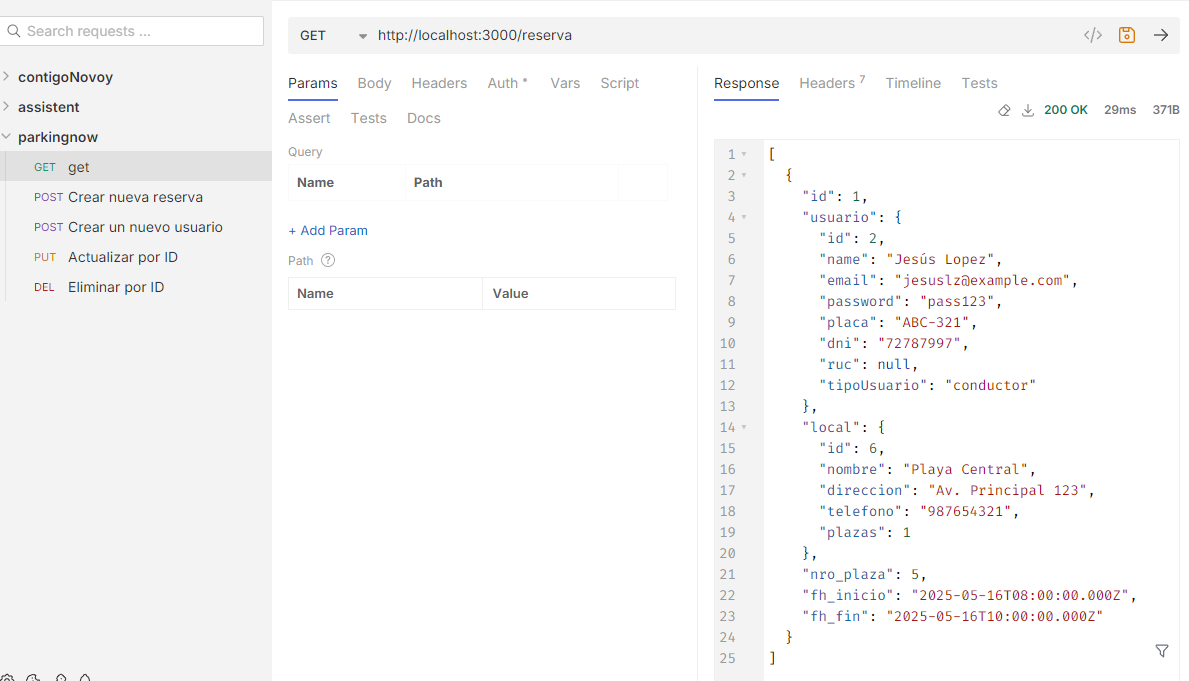 Search requests ...
contigoNovoy
assistent
parkingnow
GET get
POST Crear nueva reserva
POST Crear un nuevo usuario
PUT Actualizar por ID
DEL Eliminar por ID
GET http://localhost:3000/reserva </>
Params Body Headers Auth * Vars Script
Assert Tests Docs
Query
Name Path
+ Add Param
Path ?
Name Value
Response Headers 7 Timeline Tests
200 OK 29ms 371B
1 [
2 {
3 "id": 1,
4 "usuario": {
5 "id": 2,
6 "name": "Jesús Lopez",
7 "email": "jesuslz@example.com",
8 "password": "pass123",
9 "placa": "ABC-321",
10 "dni": "72787997",
11 "ruc": null,
12 "tipoUsuario": "conductor"
13 },
14 "local": {
15 "id": 6,
16 "nombre": "Playa Central",
17 "direccion": "Av. Principal 123",
18 "telefono": "987654321",
19 "plazas": 1
20 },
21 "nro_plaza": 5,
22 "fh_inicio": "2025-05-16T08:00:00.000Z",
23 "fh_fin": "2025-05-16T10:00:00.000Z"
24 }
25 ]